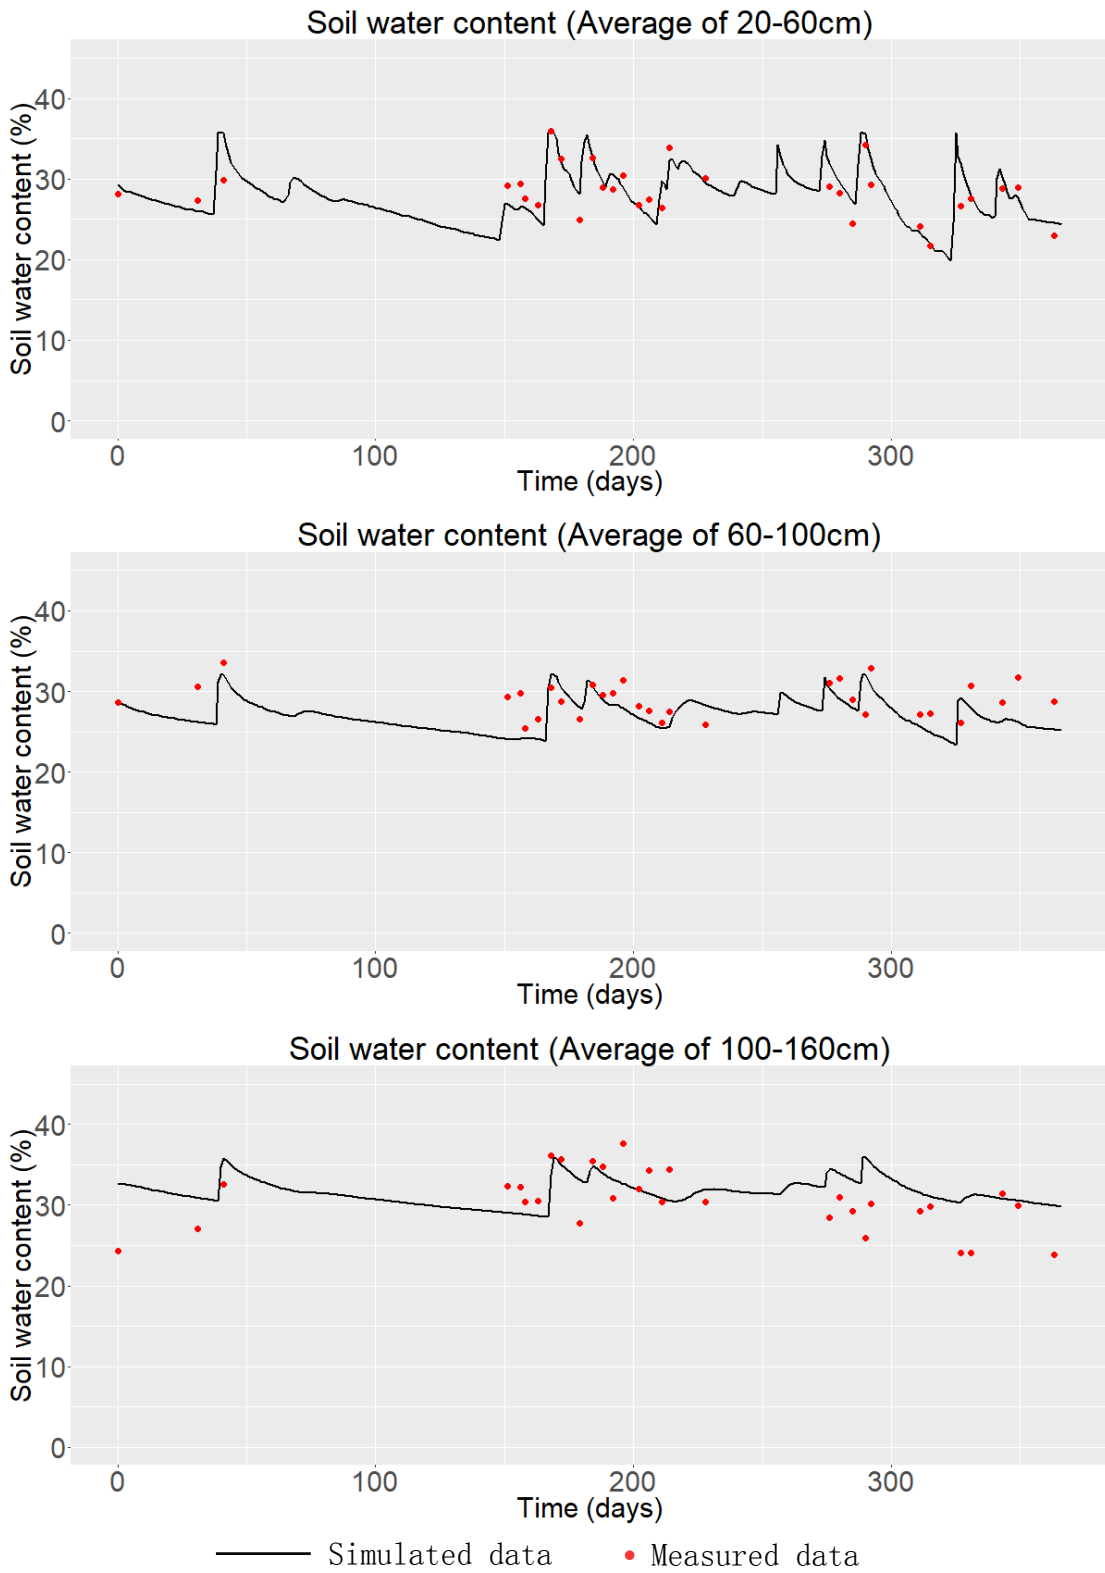 Soil water content (Average of 20-60cm)
Soil water content (%)
40
30
20
10
0
0 100 200 300
Time (days)
Soil water content (Average of 60-100cm)
Soil water content (%)
40
30
20
10
0
0 100 200 300
Time (days)
Soil water content (Average of 100-160cm)
Soil water content (%)
40
30
20
10
0
0 100 200 300
Time (days)
Simulated data Measured data